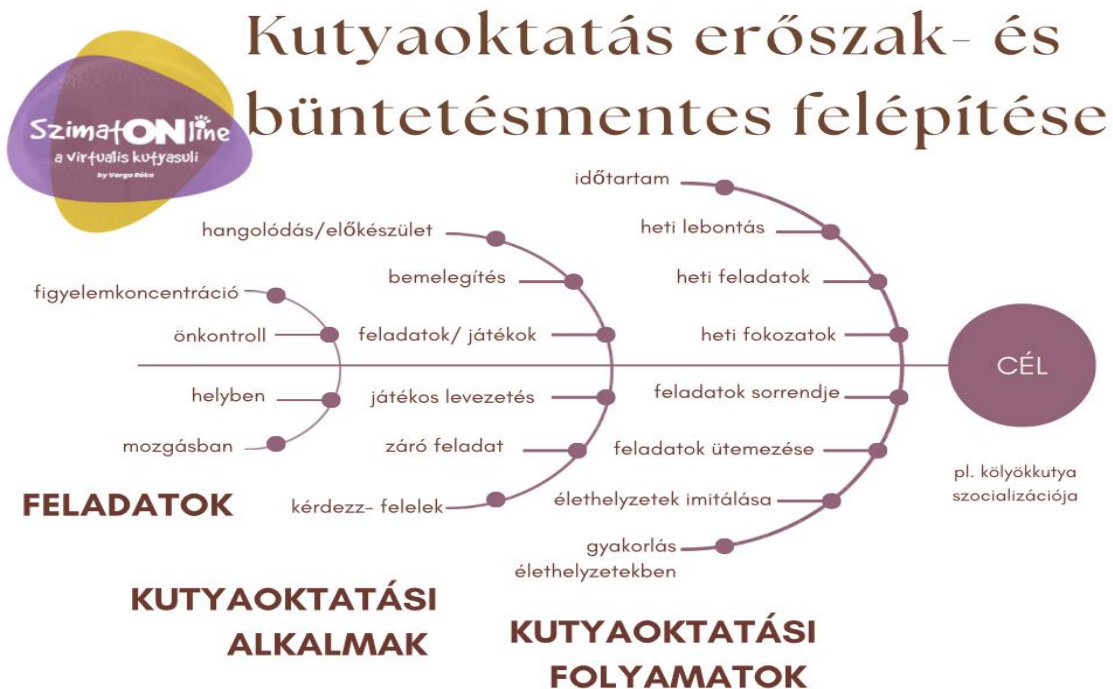 Kutyaoktatás erőszak- és
büntetésmentes felépítése
SzimatONline
a virtuális kutyasuli
by Varga Réka
figyelemkoncentráció
önkontroll
helyben
mozgásban
FELADATOK
hangolódás/előkészület
bemelegítés
feladatok/ játékok
játékos levezetés
záró feladat
kérdezz- felelek
KUTYAOKTATÁSI
ALKALMAK
időtartam
heti lebontás
heti feladatok
heti fokozatok
feladatok sorrendje
feladatok ütemezése
élethelyzetek imitálása
gyakorlás
élethelyzetekben
KUTYAOKTATÁSI
FOLYAMATOK
CÉL
pl. kölyökkutya
szocializációja